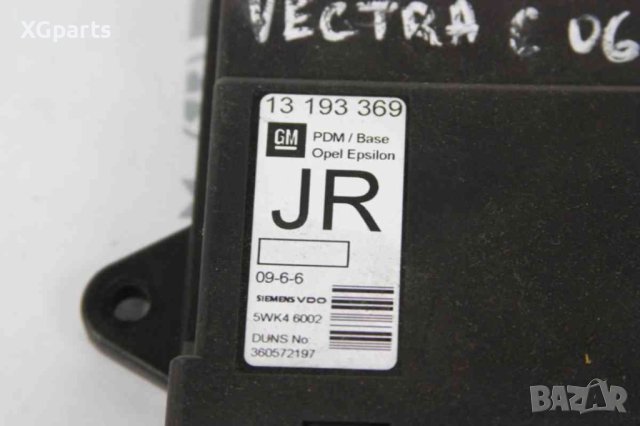 XGparts
VECTRA C 06
13 193 369
GM
PDM / Base
Opel Epsilon
JR
09-6-6
SIEMENS VDO
5WK4 6002
DUNS No:
360572197
BAZAR